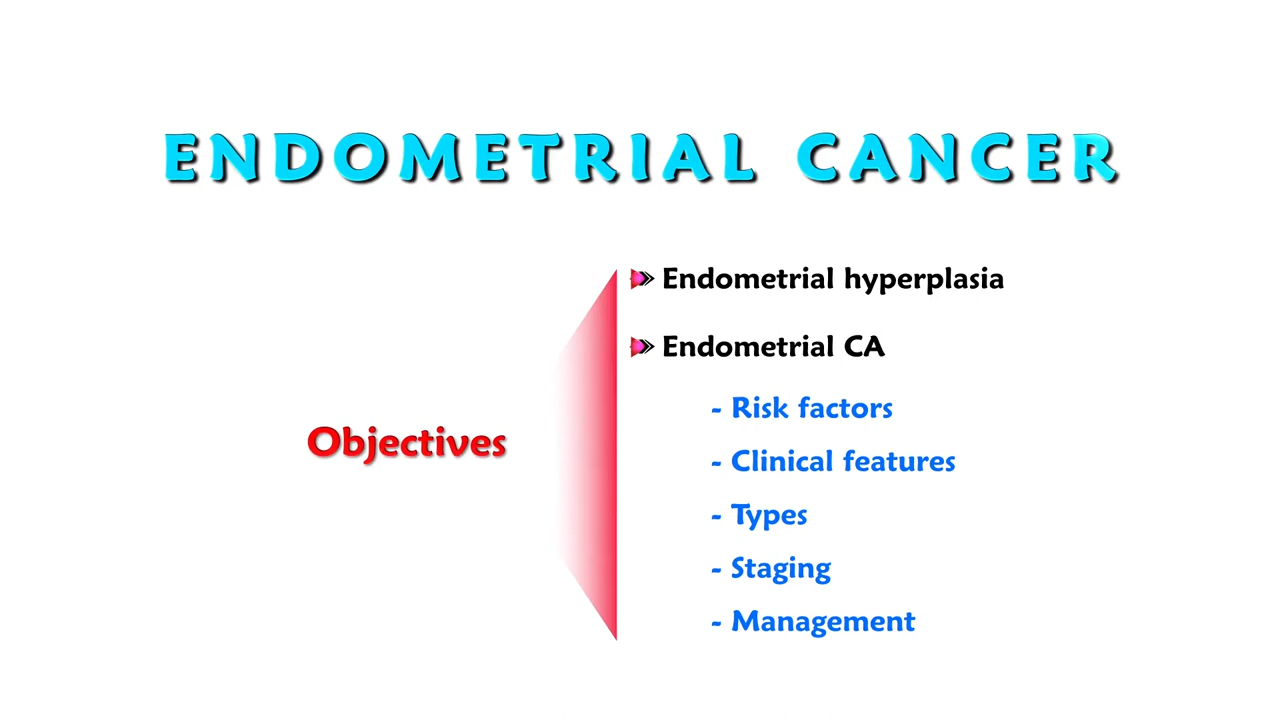 ENDOMETRIAL CANCER
Objectives
Endometrial hyperplasia
Endometrial CA
- Risk factors
- Clinical features
- Types
- Staging
- Management